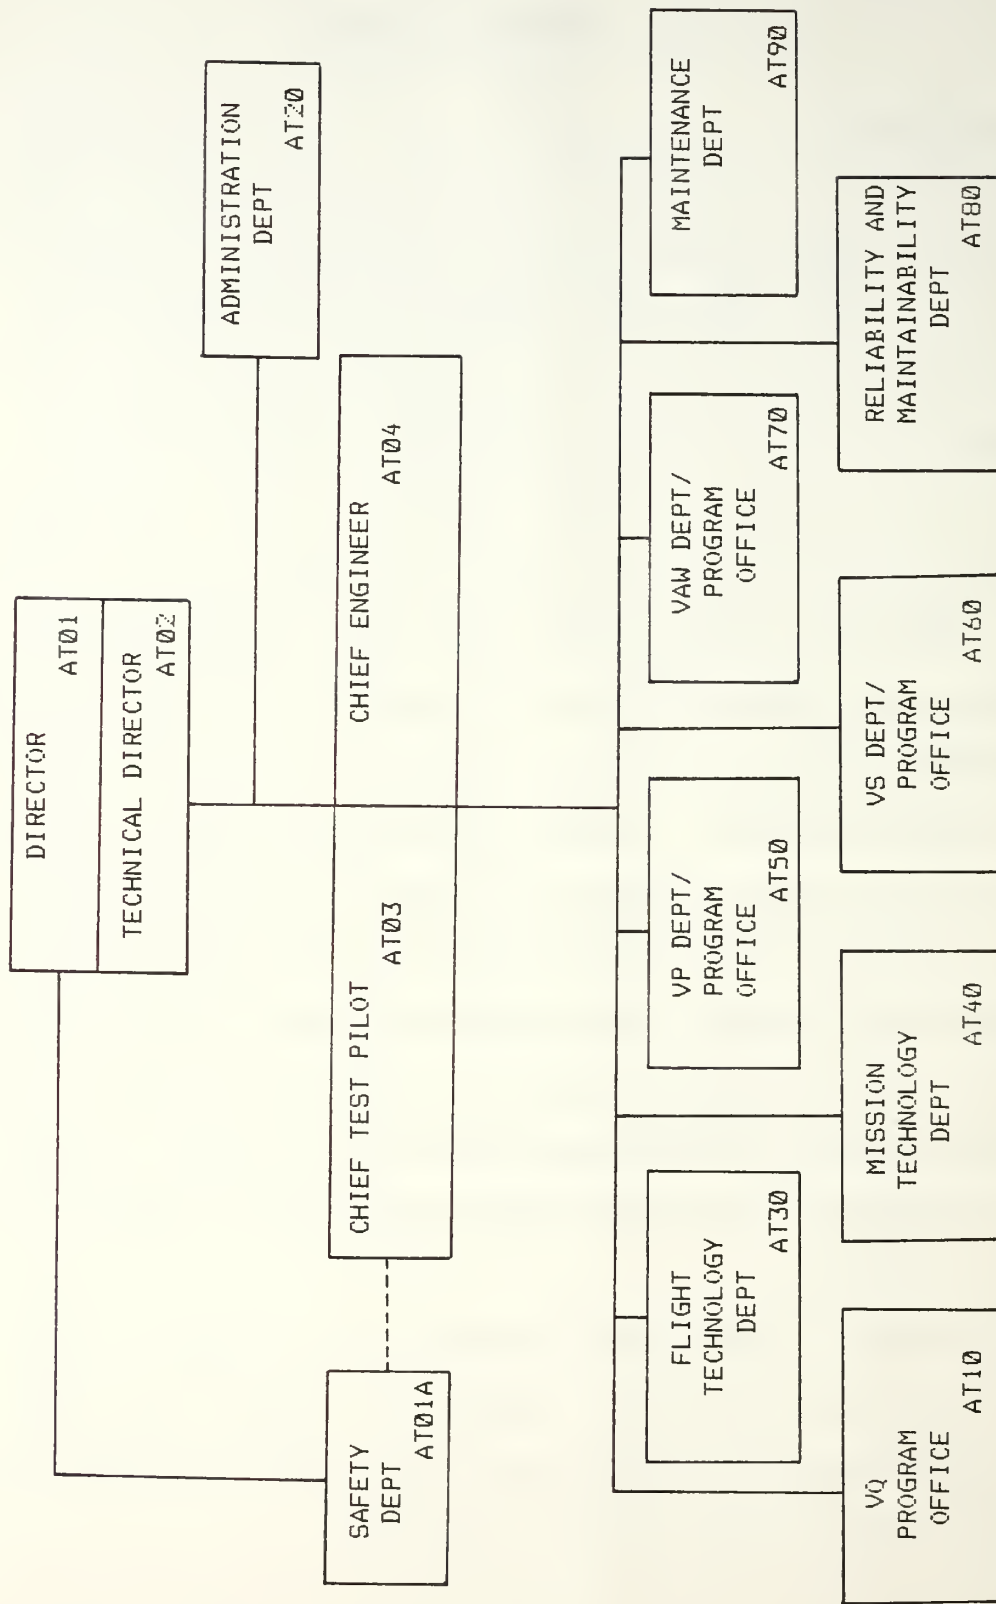 DIRECTOR
AT01
TECHNICAL DIRECTOR
AT02
ADMINISTRATION
DEPT
AT20
SAFETY
DEPT
AT01A
CHIEF TEST PILOT
AT03
CHIEF ENGINEER
AT04
FLIGHT
TECHNOLOGY
DEPT
AT30
VP DEPT/
PROGRAM
OFFICE
AT50
VAW DEPT/
PROGRAM
OFFICE
AT70
MAINTENANCE
DEPT
AT90
VQ
PROGRAM
OFFICE
AT10
MISSION
TECHNOLOGY
DEPT
AT40
VS DEPT/
PROGRAM
OFFICE
AT60
RELIABILITY AND
MAINTAINABILITY
DEPT
AT80